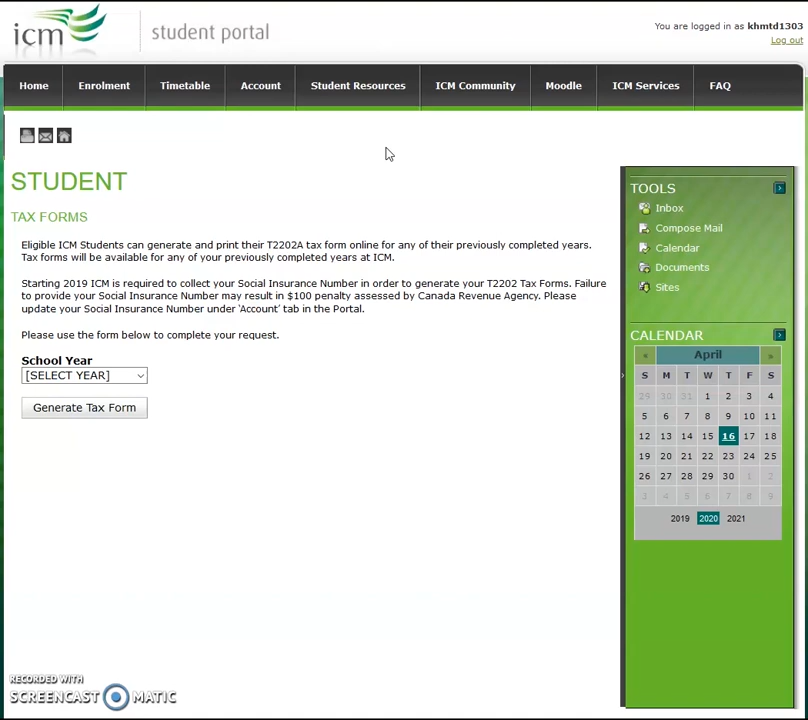 icm student portal
You are logged in as khmtd1303
Log out
Home Enrolment Timetable Account Student Resources ICM Community Moodle ICM Services FAQ
STUDENT
TAX FORMS
Eligible ICM Students can generate and print their T2202A tax form online for any of their previously completed years.
Tax forms will be available for any of your previously completed years at ICM.
Starting 2019 ICM is required to collect your Social Insurance Number in order to generate your T2202 Tax Forms. Failure
to provide your Social Insurance Number may result in $100 penalty assessed by Canada Revenue Agency. Please
update your Social Insurance Number under 'Account' tab in the Portal.
Please use the form below to complete your request.
School Year
[SELECT YEAR]
Generate Tax Form
TOOLS
Inbox
Compose Mail
Calendar
Documents
Sites
CALENDAR
« April »
S M T W T F S
29 30 31 1 2 3 4
5 6 7 8 9 10 11
12 13 14 15 16 17 18
19 20 21 22 23 24 25
26 27 28 29 30 1 2
3 4 5 6 7 8 9
2019 2020 2021
RECORDED WITH
SCREENCAST MATIC